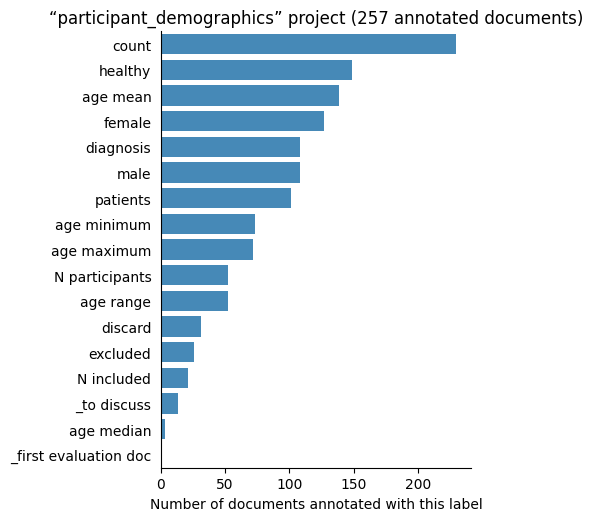 “participant_demographics” project (257 annotated documents)
count
healthy
age mean
female
diagnosis
male
patients
age minimum
age maximum
N participants
age range
discard
excluded
N included
_to discuss
age median
_first evaluation doc
0 50 100 150 200
Number of documents annotated with this label